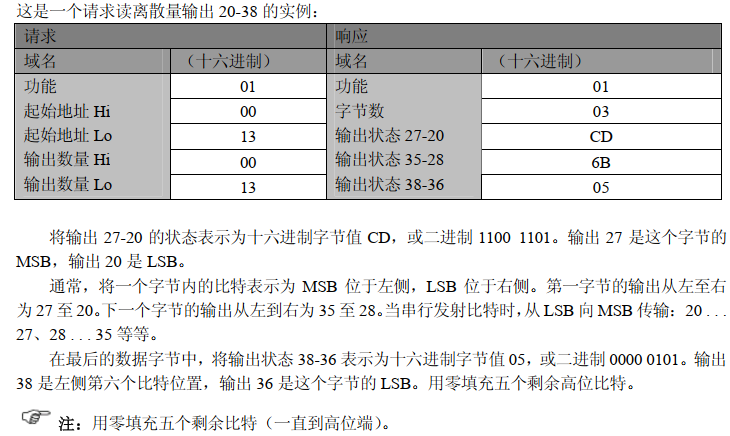 这是一个请求读离散量输出 20-38 的实例：
请求 响应
域名 （十六进制） 域名 （十六进制）
功能 01 功能 01
起始地址 Hi 00 字节数 03
起始地址 Lo 13 输出状态 27-20 CD
输出数量 Hi 00 输出状态 35-28 6B
输出数量 Lo 13 输出状态 38-36 05
将输出 27-20 的状态表示为十六进制字节值 CD，或二进制 1100 1101。输出 27 是这个字节的
MSB，输出 20 是 LSB。
通常，将一个字节内的比特表示为 MSB 位于左侧，LSB 位于右侧。第一字节的输出从左至右
为 27 至 20。下一个字节的输出从左到右为 35 至 28。当串行发射比特时，从 LSB 向 MSB 传输：20 . . .
27、28 . . . 35 等等。
在最后的数据字节中，将输出状态 38-36 表示为十六进制字节值 05，或二进制 0000 0101。输出
38 是左侧第六个比特位置，输出 36 是这个字节的 LSB。用零填充五个剩余高位比特。
注：用零填充五个剩余比特（一直到高位端）。